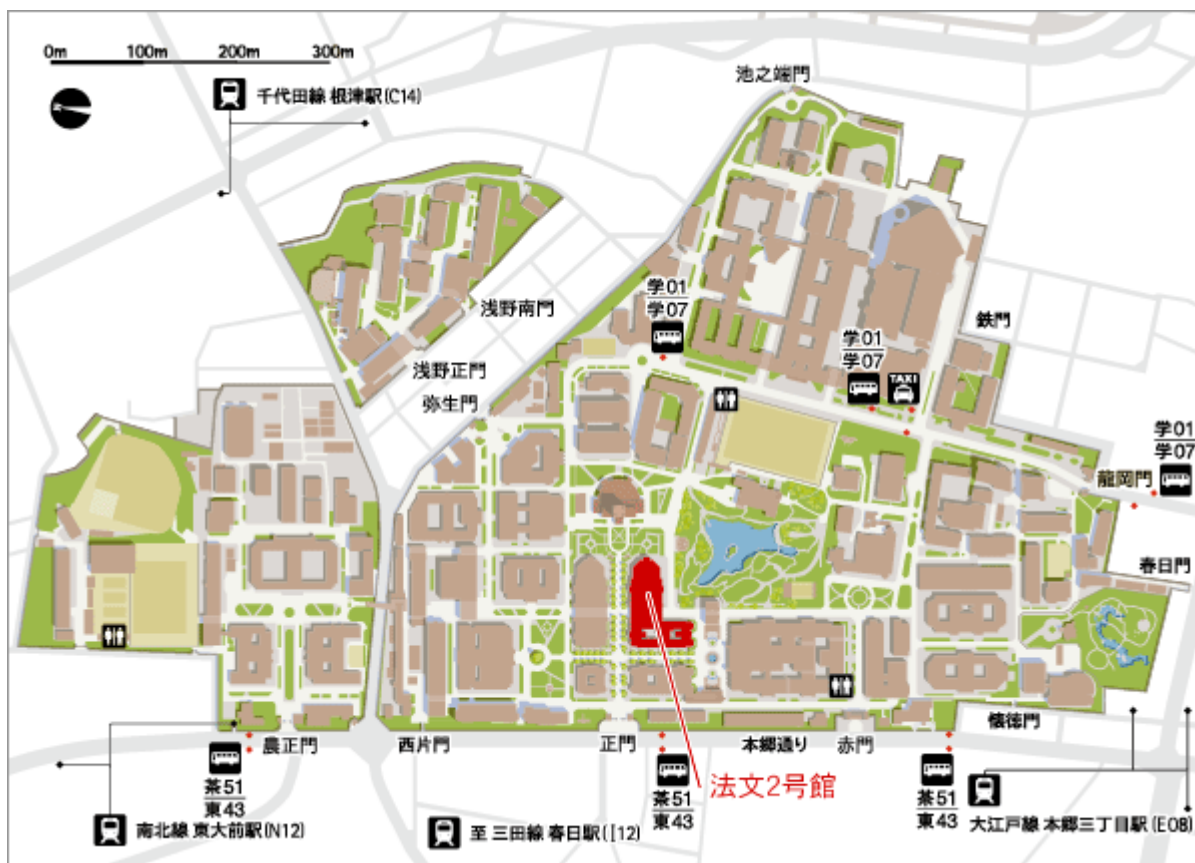 0m 100m 200m 300m
千代田線 根津駅(C14)
池之端門
浅野南門
学01
学07
学01
学07
TAXI
鉄門
浅野正門
弥生門
学01
学07
龍岡門
春日門
懐徳門
農正門
西片門
正門
本郷通り
赤門
茶51
東43
茶51
東43
茶51
東43
法文2号館
南北線 東大前駅(N12)
至 三田線 春日駅([12)
大江戸線 本郷三丁目駅(E08)